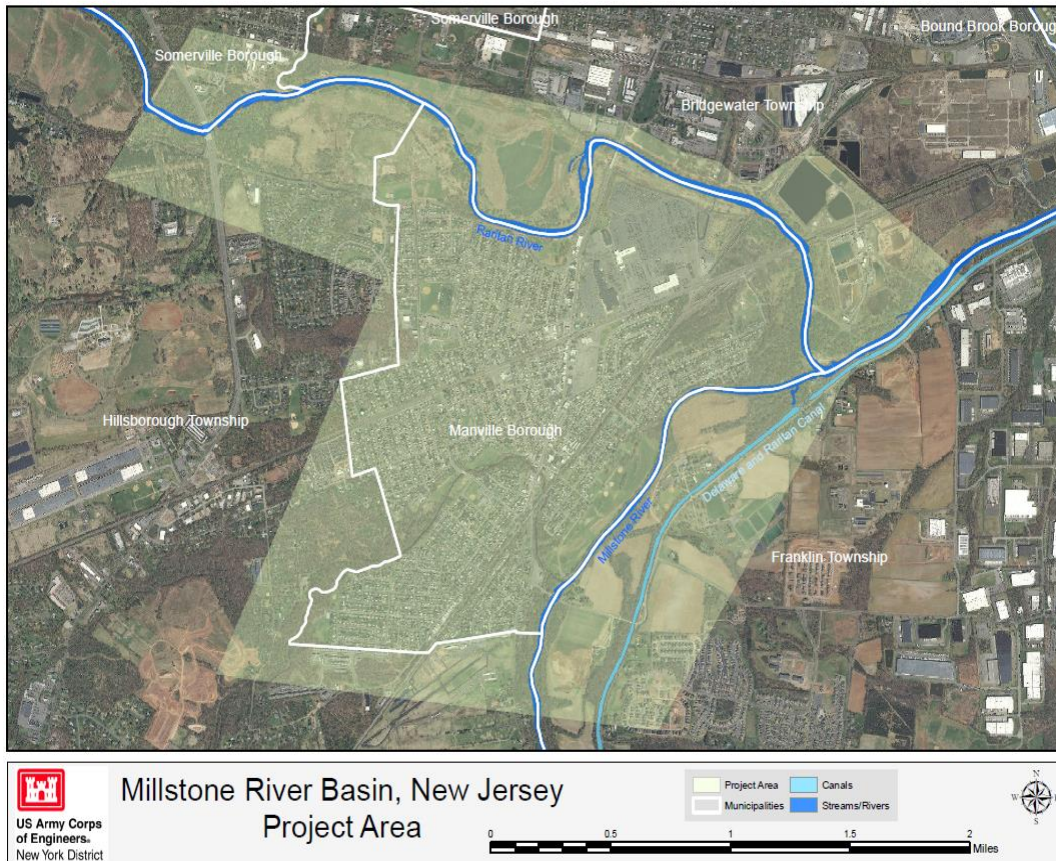 Somerville Borough
Somerville Borough
Bound Brook Boroug
Bridgewater Township
Raritan River
Hillsborough Township
Manville Borough
Delaware and Raritan Canal
Millstone River
Franklin Township
US Army Corps
of Engineers®
New York District
Millstone River Basin, New Jersey
Project Area
Project Area
Municipalities
Canals
Streams/Rivers
0 0.5 1 1.5 2
Miles
N
W E
S